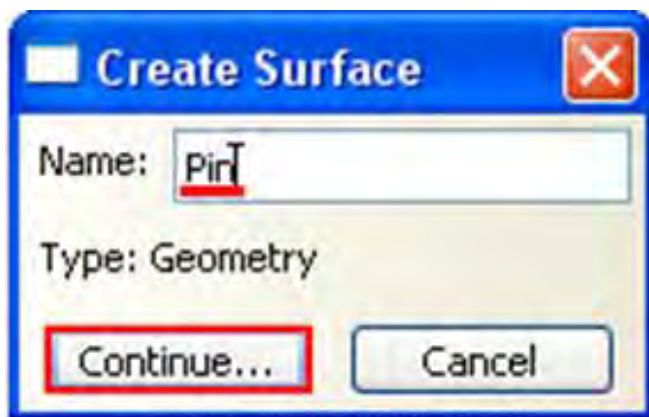 Create Surface
Name: Pin
Type: Geometry
Continue... Cancel